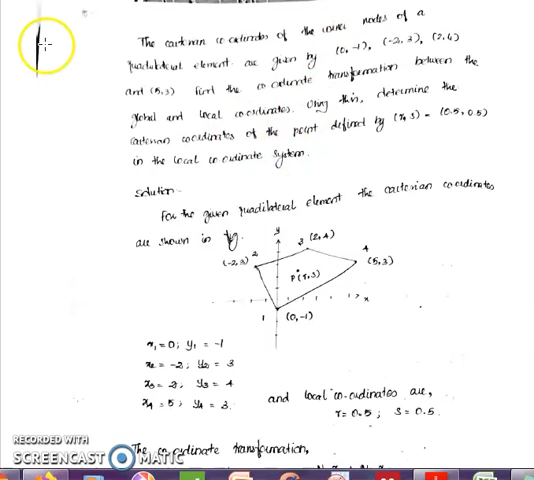 The cartesian co-ordinates of the corner nodes of a
quadilateral element are given by (0, -1), (-2, 3), (2, 4)
and (5, 3) Find the co ordinate transformation between the
global and local co-ordinates. Using this, determine the
cartesian coordinates of the point defined by (r, s) = (0.5, 0.5)
in the local co-ordinate system.
Solution-
For the given quadilateral element the cartesian co-ordinates
are shown in fig.
y
3 (2, 4)
2
(-2, 3)
4
(5, 3)
P (r, s)
x
1
(0, -1)
x1 = 0 ; y1 = -1
x2 = -2 ; y2 = 3
x3 = 2 ; y3 = 4
x4 = 5 ; y4 = 3.
and local co-ordinates are,
r = 0.5 ; s = 0.5.
The co-ordinate transformation,
RECORDED WITH
SCREENCAST MATIC